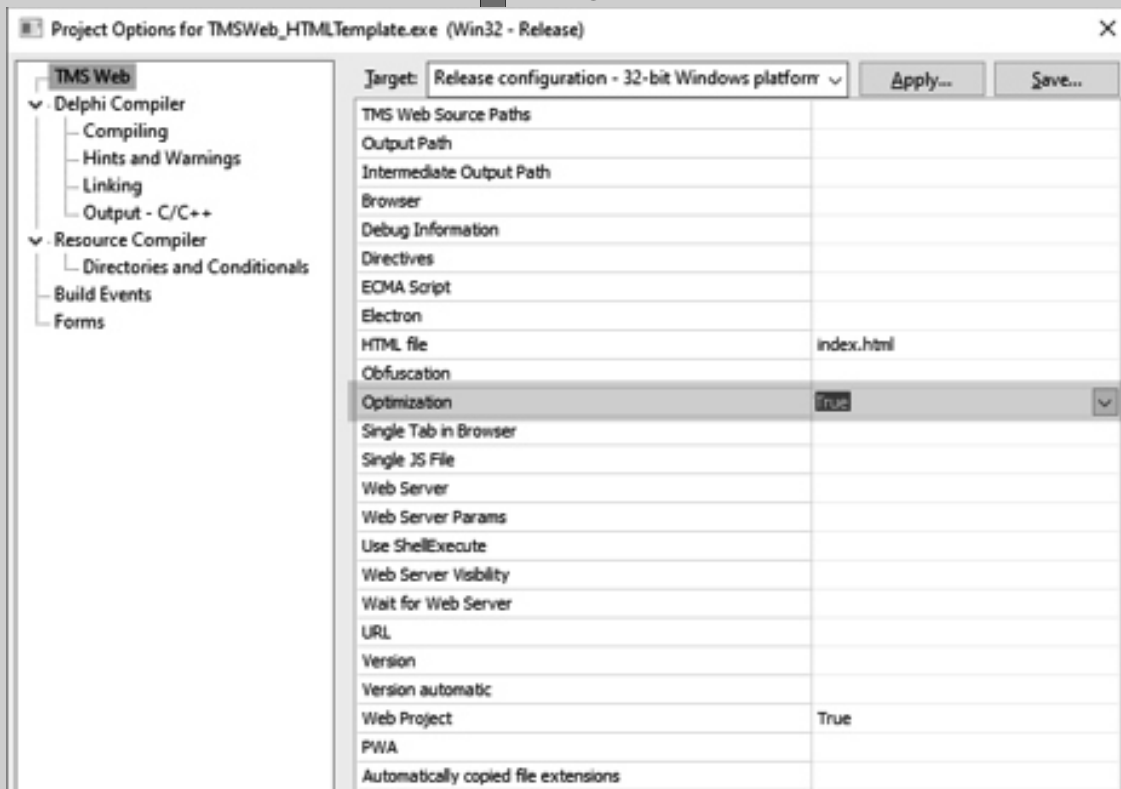 Project Options for TMSWeb_HTMLTemplate.exe (Win32 - Release)
TMS Web
Delphi Compiler
Compiling
Hints and Warnings
Linking
Output - C/C++
Resource Compiler
Directories and Conditionals
Build Events
Forms
Target: Release configuration - 32-bit Windows platform Apply... Save...
TMS Web Source Paths
Output Path
Intermediate Output Path
Browser
Debug Information
Directives
ECMA Script
Electron
HTML file index.html
Obfuscation
Optimization True
Single Tab in Browser
Single JS File
Web Server
Web Server Params
Use ShellExecute
Web Server Visibility
Wait for Web Server
URL
Version
Version automatic
Web Project True
PWA
Automatically copied file extensions